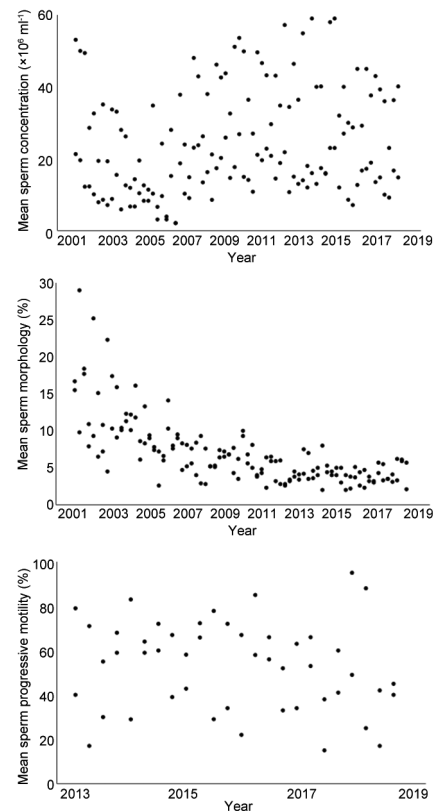 Mean sperm concentration (×10⁶ ml⁻¹)
60
40
20
0
2001 2003 2005 2007 2009 2011 2013 2015 2017 2019
Year
Mean sperm morphology (%)
30
25
20
15
10
5
0
2001 2003 2005 2007 2009 2011 2013 2015 2017 2019
Year
Mean sperm progressive motility (%)
100
80
60
40
20
0
2013 2015 2017 2019
Year